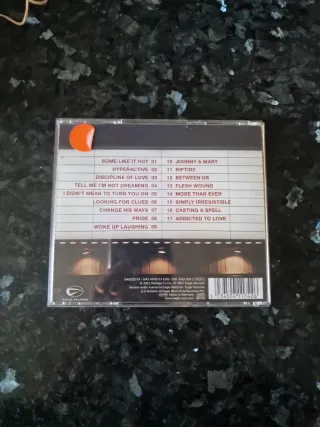 SOME LIKE IT HOT 01
HYPERACTIVE 02
DISCIPLINE OF LOVE 03
TELL ME I'M NOT DREAMING 04
I DIDN'T MEAN TO TURN YOU ON 05
LOOKING FOR CLUES 06
CHANGE HIS WAYS 07
PRIDE 08
WOKE UP LAUGHING 09
10 JOHNNY & MARY
11 RIPTIDE
12 BETWEEN US
13 FLESH WOUND
14 MORE THAN EVER
15 SIMPLY IRRESISTIBLE
16 CASTING A SPELL
17 ADDICTED TO LOVE